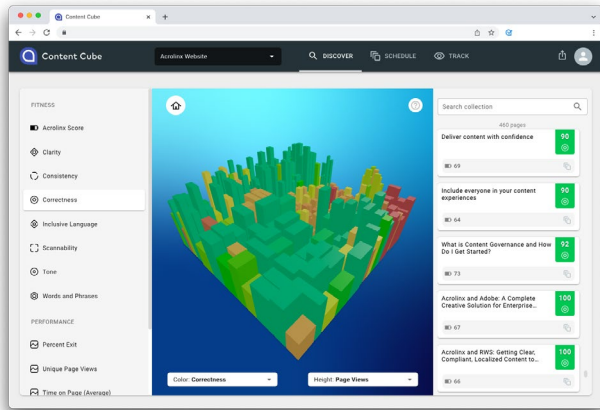 Content Cube
Content Cube
Acrolinx Website
DISCOVER
SCHEDULE
TRACK
FITNESS
Acrolinx Score
Clarity
Consistency
Correctness
Inclusive Language
Scannability
Tone
Words and Phrases
PERFORMANCE
Percent Exit
Unique Page Views
Time on Page (Average)
Color: Correctness
Height: Page Views
Search collection
460 pages
Deliver content with confidence
90
69
Include everyone in your content
experiences
90
64
What is Content Governance and How
Do I Get Started?
92
73
Acrolinx and Adobe: A Complete
Creative Solution for Enterprise...
100
67
Acrolinx and RWS: Getting Clear,
Compliant, Localized Content to...
100
66